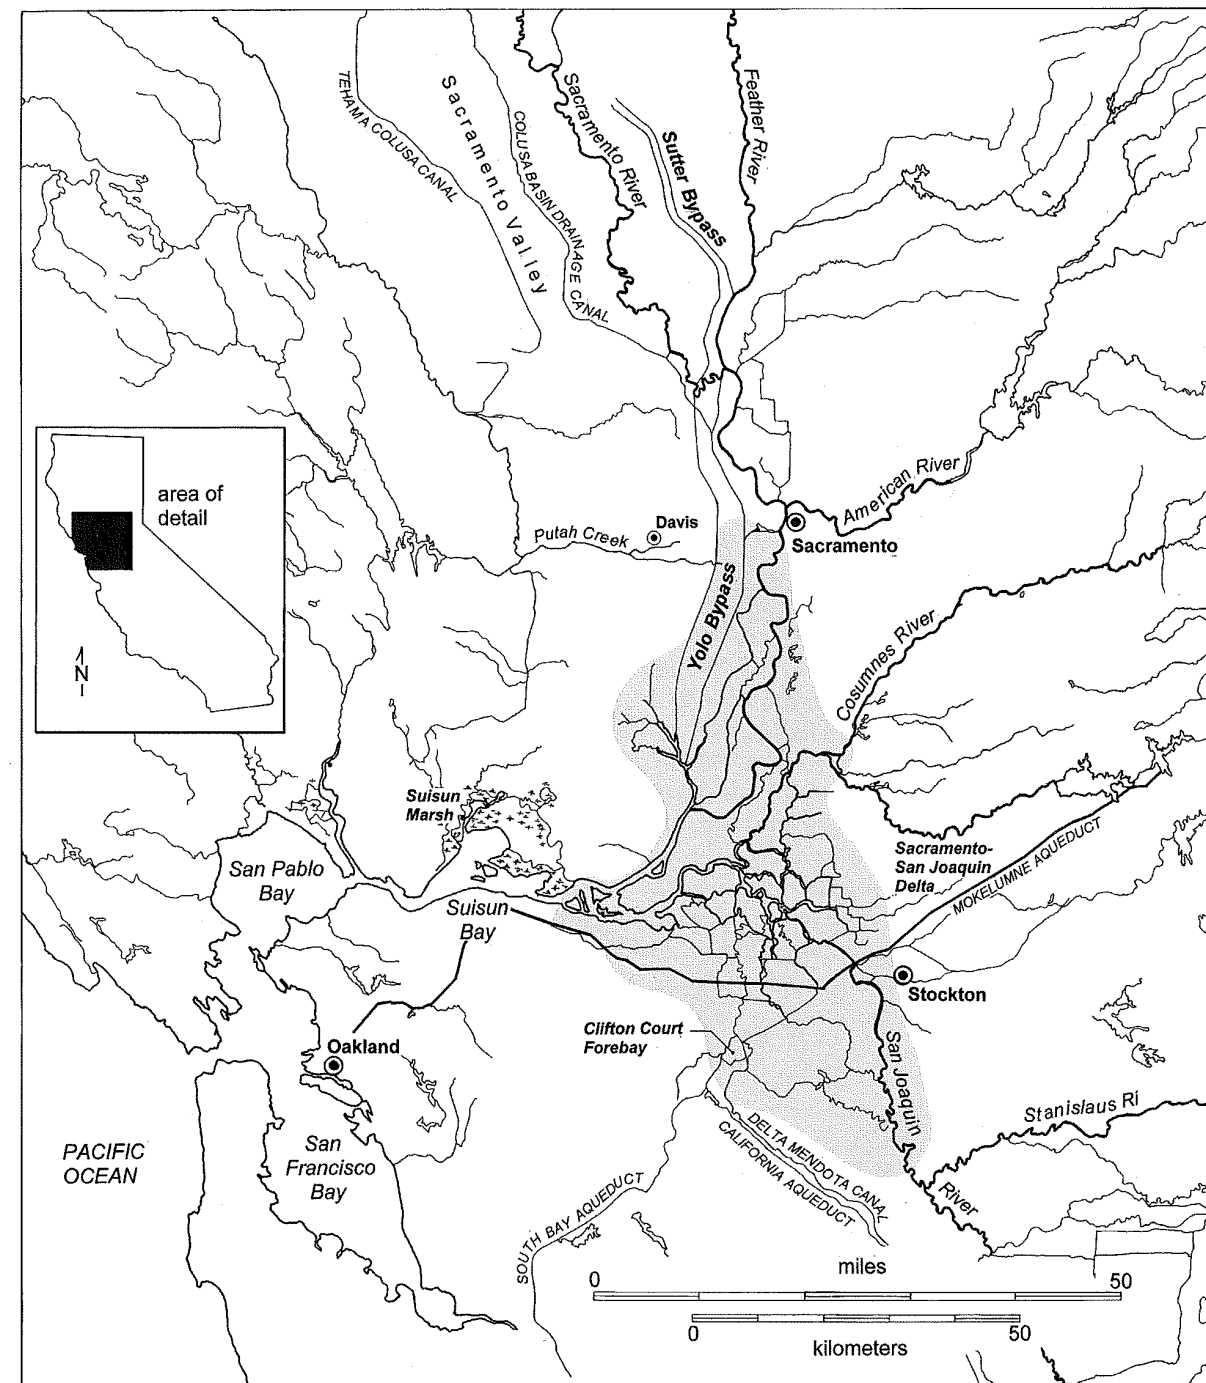 TEHAMA COLUSA CANAL
Sacramento Valley
COLUSA BASIN DRAINAGE CANAL
Sacramento River
Sutter Bypass
Feather River
area of
detail
N
American River
Sacramento
Davis
Putah Creek
Yolo Bypass
Cosumnes River
Suisun
Marsh
San Pablo
Bay
Suisun
Bay
Sacramento-
San Joaquin
Delta
MOKELUMNE AQUEDUCT
Stockton
Clifton Court
Forebay
Oakland
San Joaquin
River
Stanislaus Ri
PACIFIC
OCEAN
San
Francisco
Bay
DELTA MENDOTA CANAL
CALIFORNIA AQUEDUCT
SOUTH BAY AQUEDUCT
miles
0 50
0 50
kilometers